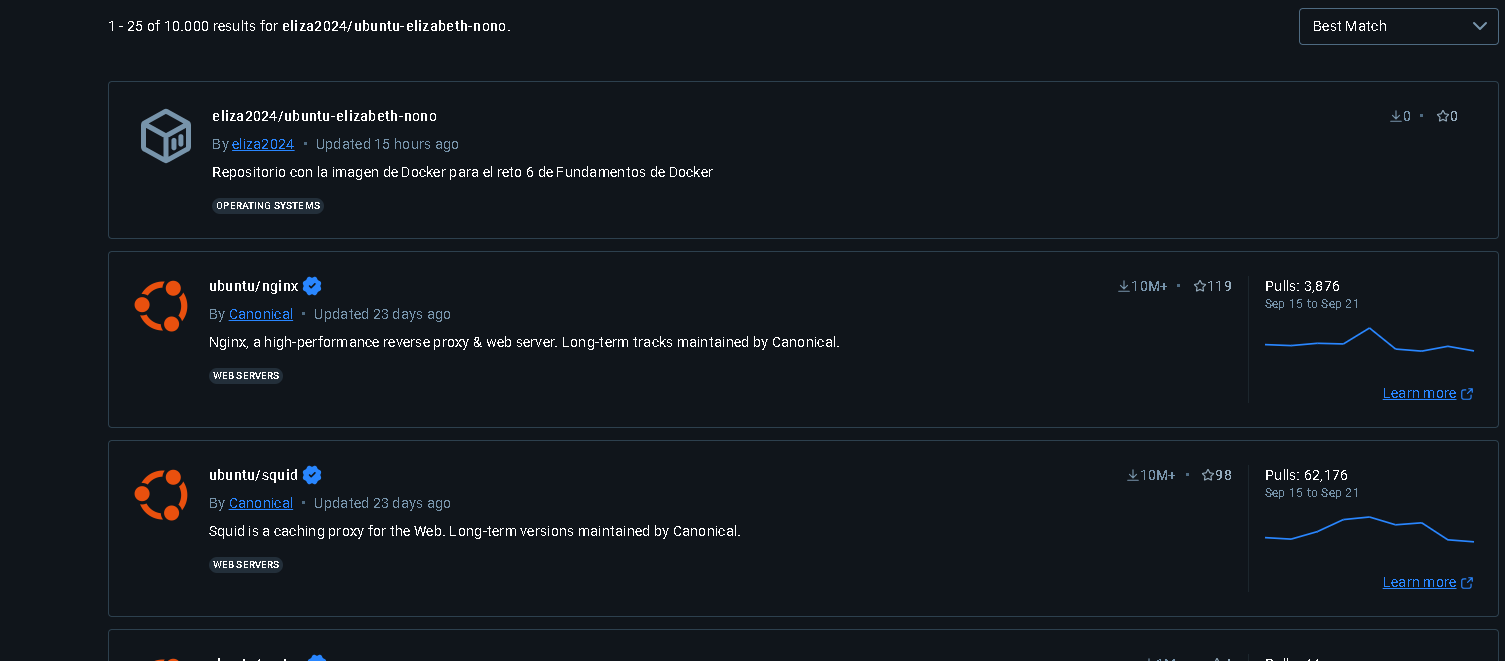 1 - 25 of 10.000 results for eliza2024/ubuntu-elizabeth-nono.
Best Match
eliza2024/ubuntu-elizabeth-nono
0 • 0
By eliza2024 • Updated 15 hours ago
Repositorio con la imagen de Docker para el reto 6 de Fundamentos de Docker
OPERATING SYSTEMS
ubuntu/nginx
10M+ • 119
Pulls: 3,876
Sep 15 to Sep 21
By Canonical • Updated 23 days ago
Nginx, a high-performance reverse proxy & web server. Long-term tracks maintained by Canonical.
WEB SERVERS
Learn more
ubuntu/squid
10M+ • 98
Pulls: 62,176
Sep 15 to Sep 21
By Canonical • Updated 23 days ago
Squid is a caching proxy for the Web. Long-term versions maintained by Canonical.
WEB SERVERS
Learn more